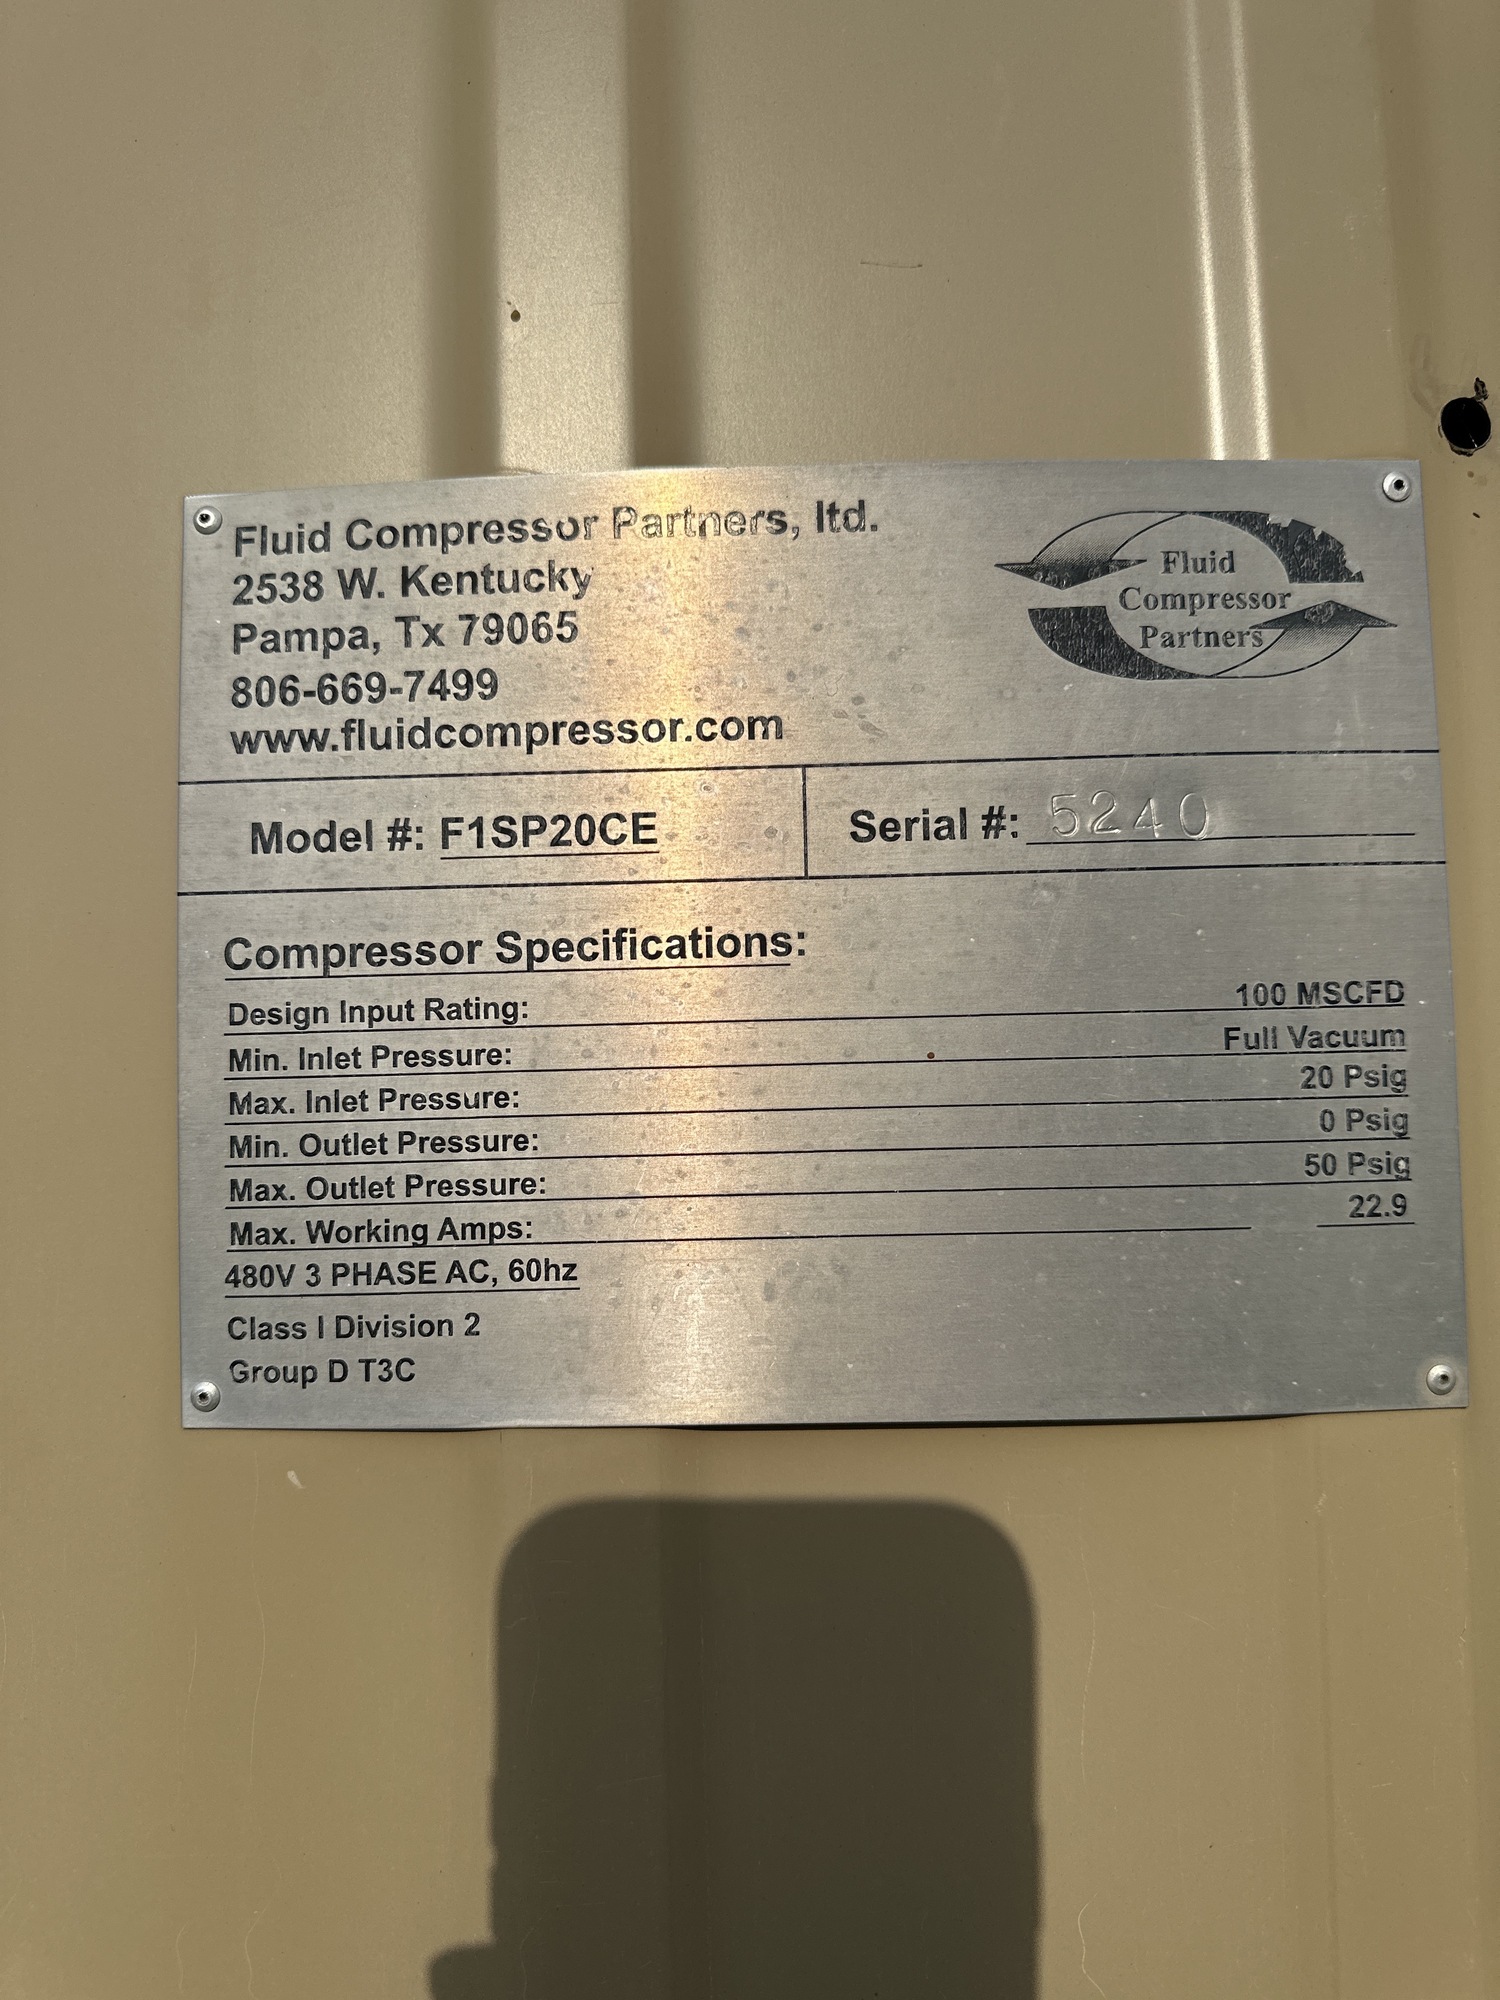 Fluid Compressor Partners, ltd.
2538 W. Kentucky
Pampa, Tx 79065
806-669-7499
www.fluidcompressor.com
Fluid
Compressor
Partners
Model #: F1SP20CE
Serial #: 5240
Compressor Specifications:
Design Input Rating: 100 MSCFD
Min. Inlet Pressure: Full Vacuum
Max. Inlet Pressure: 20 Psig
Min. Outlet Pressure: 0 Psig
Max. Outlet Pressure: 50 Psig
Max. Working Amps: 22.9
480V 3 PHASE AC, 60hz
Class I Division 2
Group D T3C